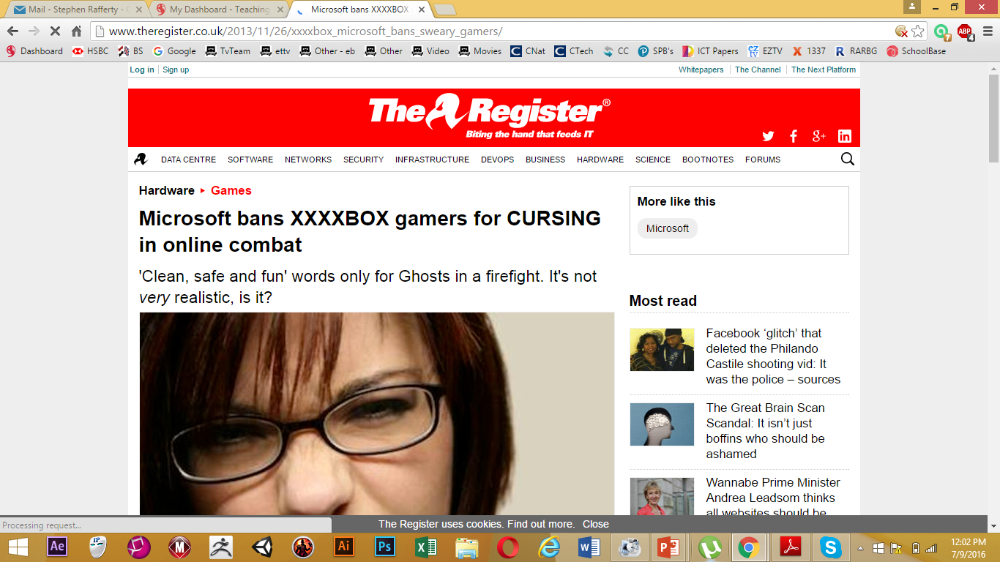 Mail - Stephen Rafferty -
My Dashboard - Teaching
Microsoft bans XXXXBOX
www.theregister.co.uk/2013/11/26/xxxxbox_microsoft_bans_sweary_gamers/
7
ABP
4
Dashboard HSBC BS Google TvTeam ettv Other - eb Other Video Movies CNat CTech CC SPB's ICT Papers EZTV 1337 RARBG SchoolBase
Log in Sign up
Whitepapers The Channel The Next Platform
The Register®
Biting the hand that feeds IT
DATA CENTRE SOFTWARE NETWORKS SECURITY INFRASTRUCTURE DEVOPS BUSINESS HARDWARE SCIENCE BOOTNOTES FORUMS
Hardware Games
Microsoft bans XXXXBOX gamers for CURSING
in online combat
'Clean, safe and fun' words only for Ghosts in a firefight. It's not
very realistic, is it?
More like this
Microsoft
Most read
Facebook ‘glitch’ that
deleted the Philando
Castile shooting vid: It
was the police – sources
The Great Brain Scan
Scandal: It isn’t just
boffins who should be
ashamed
Wannabe Prime Minister
Andrea Leadsom thinks
all websites should be
Processing request...
The Register uses cookies. Find out more. Close
12:02 PM
7/9/2016